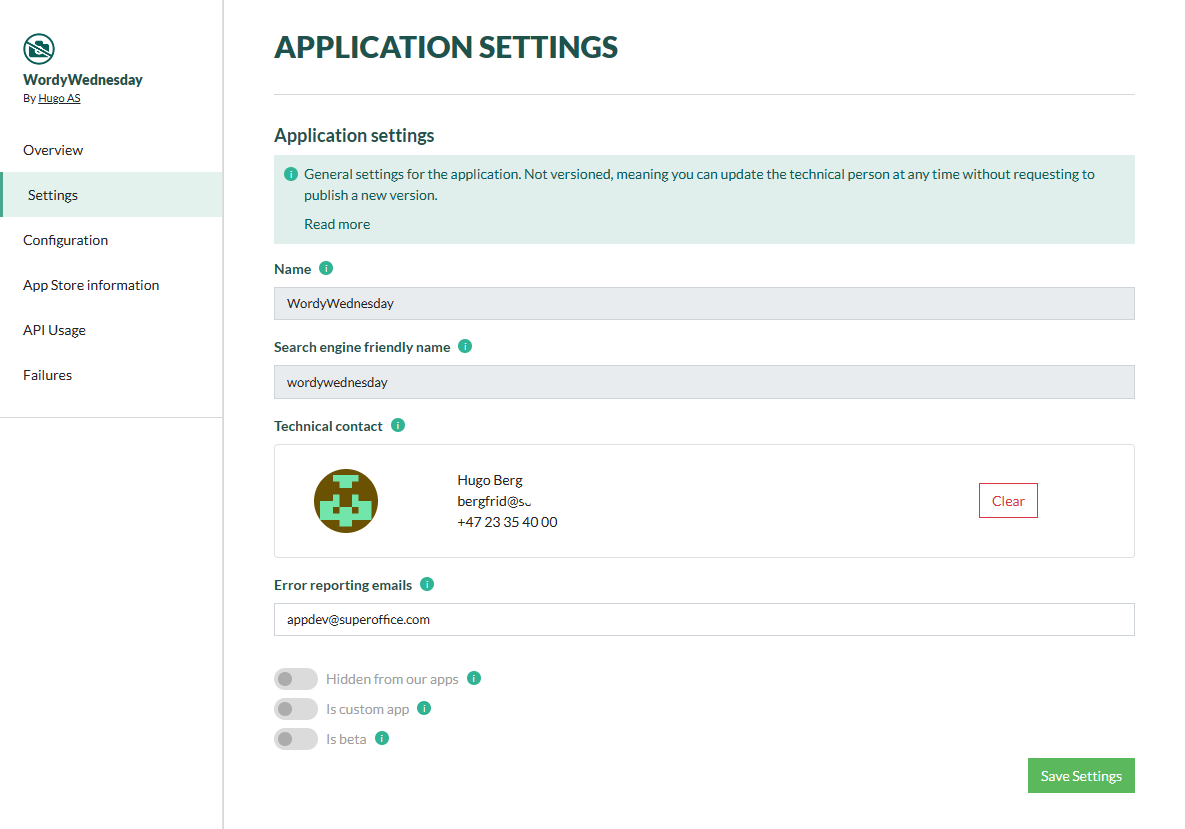 WordyWednesday
By Hugo AS
Overview
Settings
Configuration
App Store information
API Usage
Failures
APPLICATION SETTINGS
Application settings
General settings for the application. Not versioned, meaning you can update the technical person at any time without requesting to
publish a new version.
Read more
Name
WordyWednesday
Search engine friendly name
wordywednesday
Technical contact
Hugo Berg
+47 23 35 40 00
Clear
Error reporting emails
appdev@superoffice.com
Hidden from our apps
Is custom app
Is beta
Save Settings